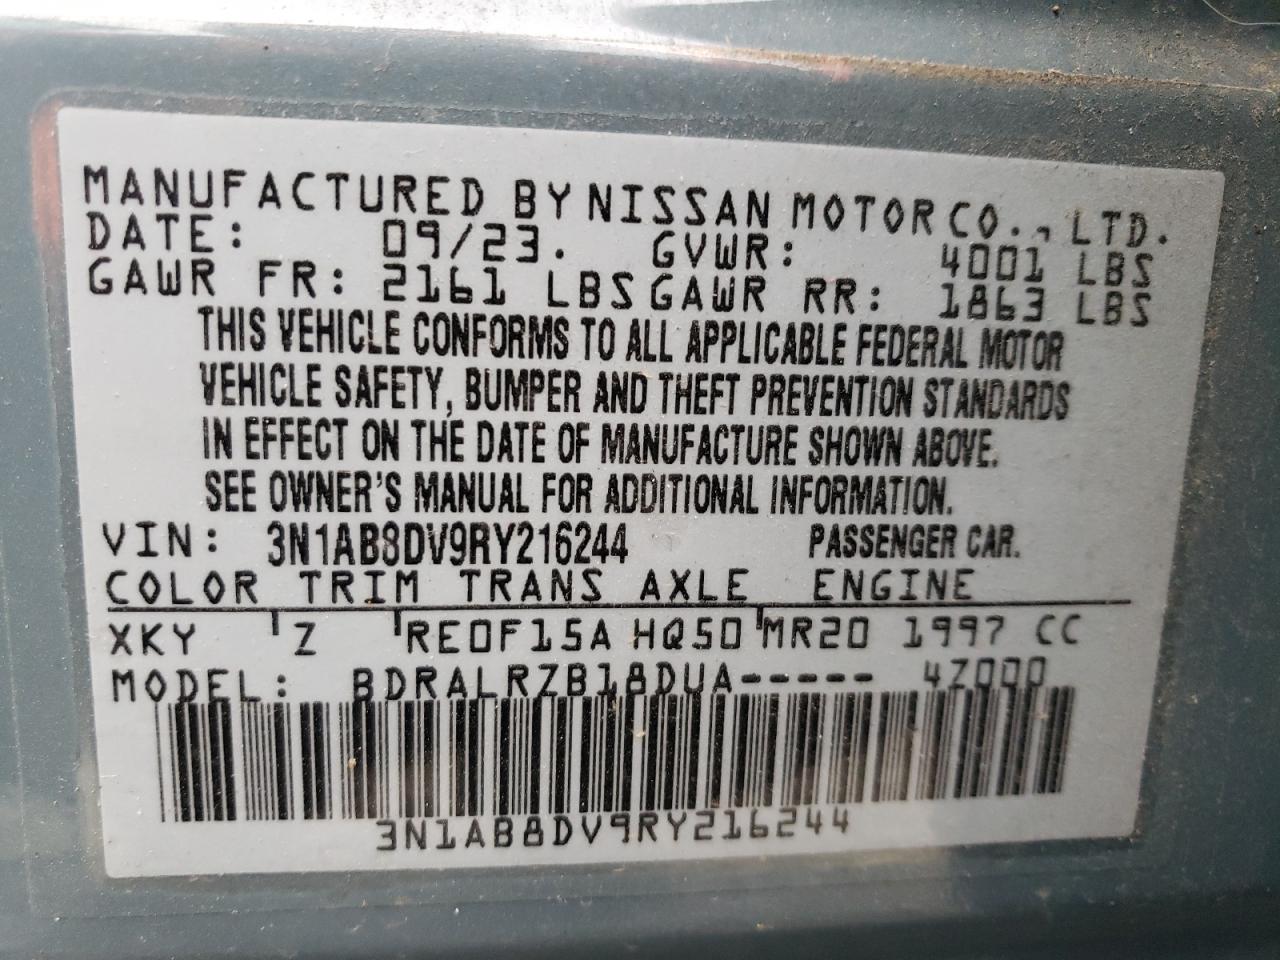 MANUFACTURED BY NISSAN MOTOR CO., LTD.
DATE: 09/23. GVWR: 4001 LBS
GAWR FR: 2161 LBS GAWR RR: 1863 LBS
THIS VEHICLE CONFORMS TO ALL APPLICABLE FEDERAL MOTOR
VEHICLE SAFETY, BUMPER AND THEFT PREVENTION STANDARDS
IN EFFECT ON THE DATE OF MANUFACTURE SHOWN ABOVE.
SEE OWNER'S MANUAL FOR ADDITIONAL INFORMATION.
VIN: 3N1AB8DV9RY216244 PASSENGER CAR.
COLOR TRIM TRANS AXLE ENGINE
XKY Z RE0F15A HQ50 MR20 1997 CC
MODEL: BDRALRZB18DUA----- 4Z000
3N1AB8DV9RY216244